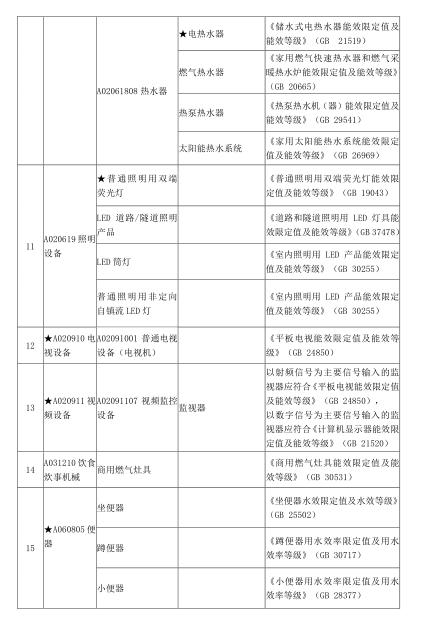 A02061808 热水器
★电热水器
《储水式电热水器能效限定值及
能效等级》（GB 21519）
燃气热水器
《家用燃气快速热水器和燃气采
暖热水炉能效限定值及能效等级》
（GB 20665）
热泵热水器
《热泵热水机（器）能效限定值及
能效等级》（GB 29541）
太阳能热水系统
《家用太阳能热水系统能效限定
值及能效等级》（GB 26969）
11
A020619 照明
设备
★普通照明用双端
荧光灯
《普通照明用双端荧光灯能效限
定值及能效等级》（GB 19043）
LED 道路/隧道照明
产品
《道路和隧道照明用 LED 灯具能
效限定值及能效等级》（GB 37478）
LED 筒灯
《室内照明用 LED 产品能效限定
值及能效等级》（GB 30255）
普通照明用非定向
自镇流 LED 灯
《室内照明用 LED 产品能效限定
值及能效等级》（GB 30255）
12
★A020910 电
视设备
A02091001 普通电视
设备（电视机）
《平板电视能效限定值及能效等
级》（GB 24850）
13
★A020911 视
频设备
A02091107 视频监控
设备
监视器
以射频信号为主要信号输入的监
视器应符合《平板电视能效限定值
及能效等级》（GB 24850），
以数字信号为主要信号输入的监
视器应符合《计算机显示器能效限
定值及能效等级》（GB 21520）
14
A031210 饮食
炊事机械
商用燃气灶具
《商用燃气灶具能效限定值及能
效等级》（GB 30531）
15
★A060805 便
器
坐便器
《坐便器水效限定值及水效等级》
（GB 25502）
蹲便器
《蹲便器用水效率限定值及用水
效率等级》（GB 30717）
小便器
《小便器用水效率限定值及用水
效率等级》（GB 28377）